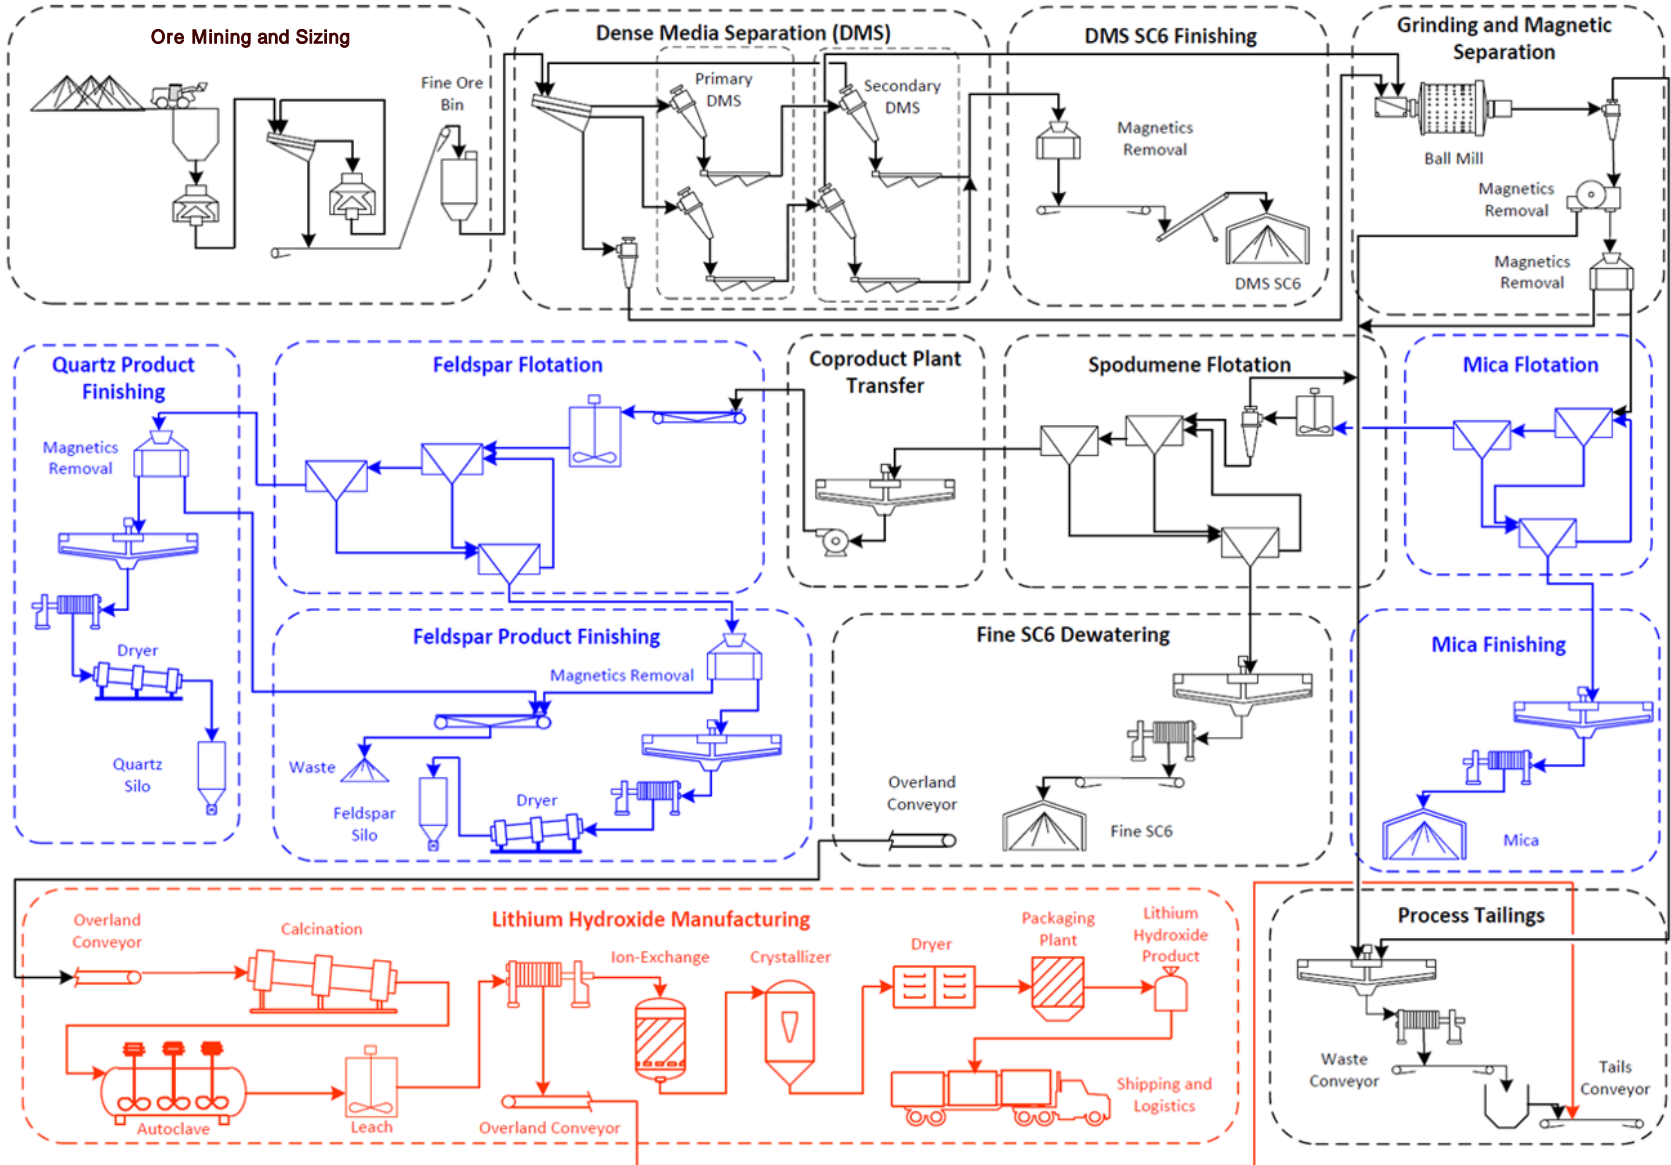 Ore Mining and Sizing
Fine Ore
Bin
Dense Media Separation (DMS)
Primary
DMS
Secondary
DMS
DMS SC6 Finishing
Magnetics
Removal
DMS SC6
Grinding and Magnetic
Separation
Ball Mill
Magnetics
Removal
Magnetics
Removal
Quartz Product
Finishing
Magnetics
Removal
Dryer
Quartz
Silo
Feldspar Flotation
Coproduct Plant
Transfer
Spodumene Flotation
Mica Flotation
Feldspar Product Finishing
Magnetics Removal
Waste
Feldspar
Silo
Dryer
Fine SC6 Dewatering
Overland
Conveyor
Fine SC6
Mica Finishing
Mica
Lithium Hydroxide Manufacturing
Overland
Conveyor
Calcination
Ion-Exchange
Crystallizer
Dryer
Packaging
Plant
Lithium
Hydroxide
Product
Autoclave
Leach
Overland Conveyor
Shipping and
Logistics
Process Tailings
Waste
Conveyor
Tails
Conveyor